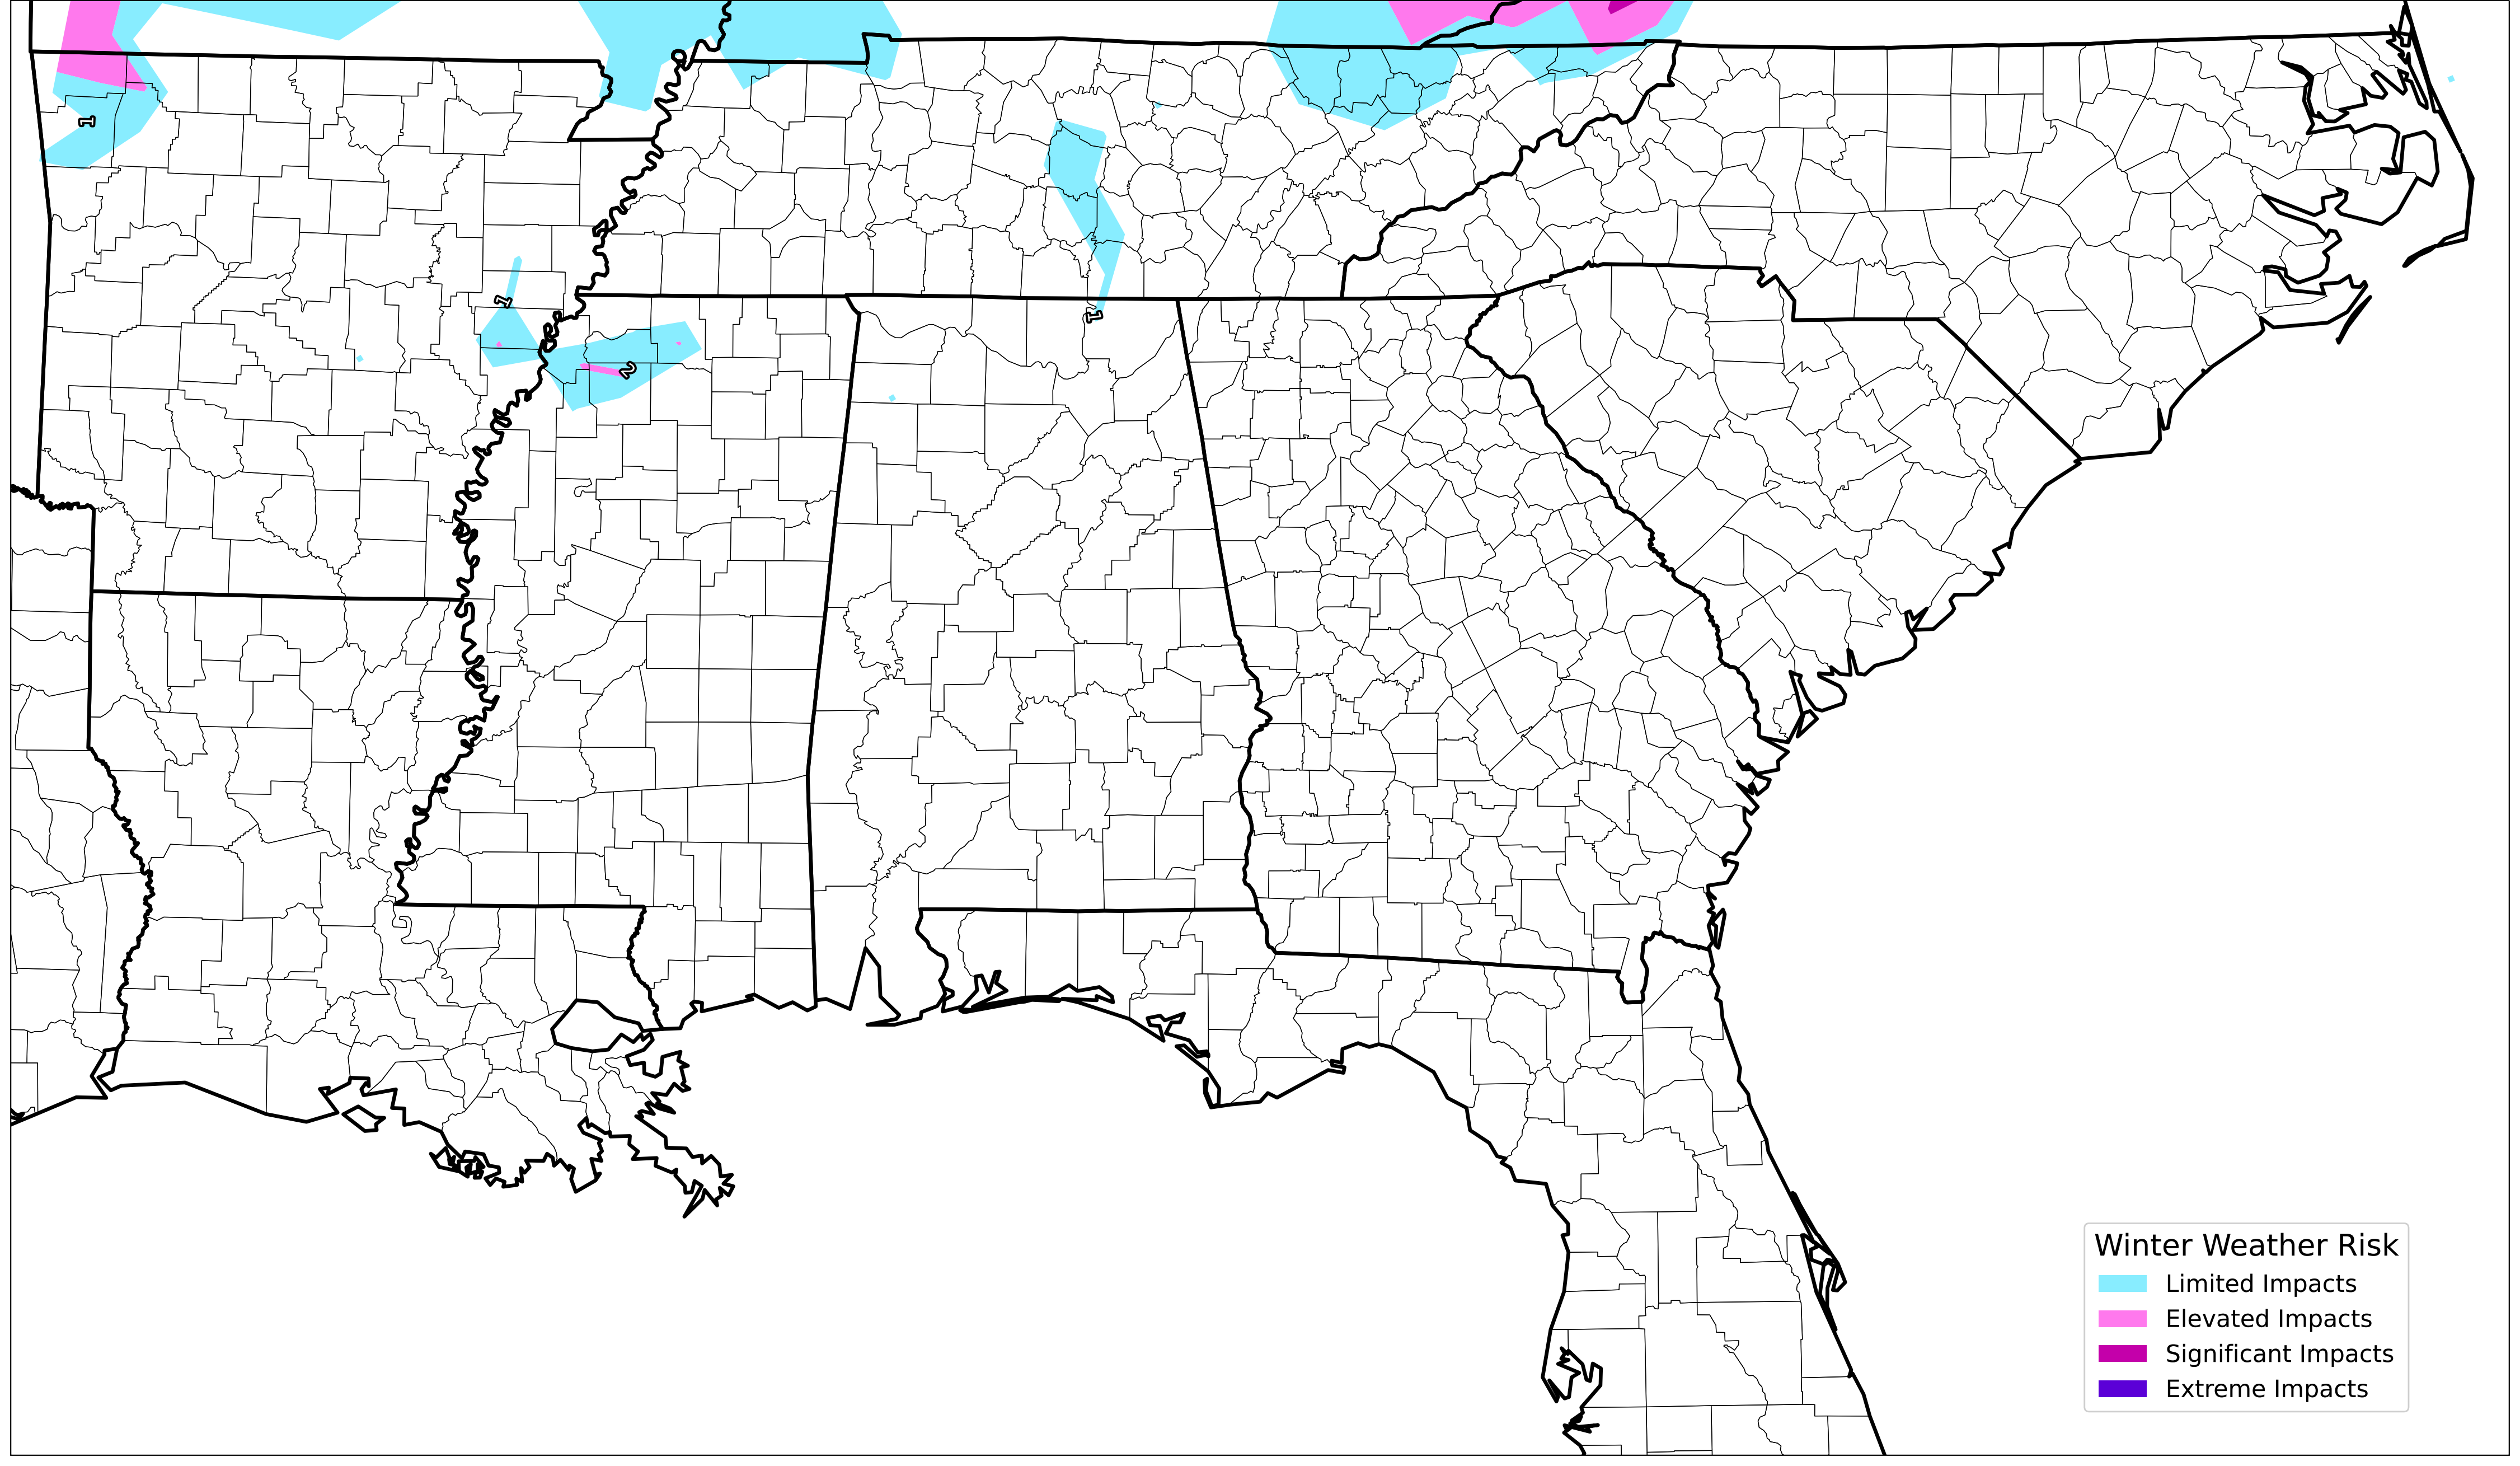 1
1
1
2
Winter Weather Risk
Limited Impacts
Elevated Impacts
Significant Impacts
Extreme Impacts